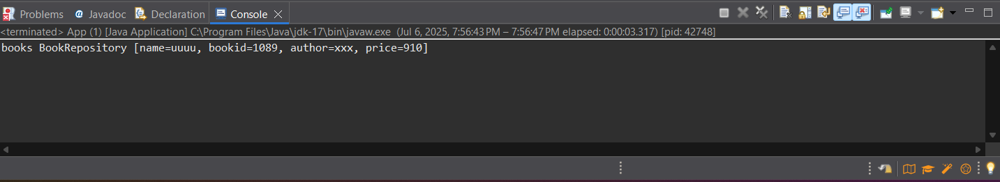 Problems @ Javadoc Declaration Console
<terminated> App (1) [Java Application] C:\Program Files\Java\jdk-17\bin\javaw.exe (Jul 6, 2025, 7:56:43 PM – 7:56:47 PM elapsed: 0:00:03.317) [pid: 42748]
books BookRepository [name=uuuu, bookid=1089, author=xxx, price=910]